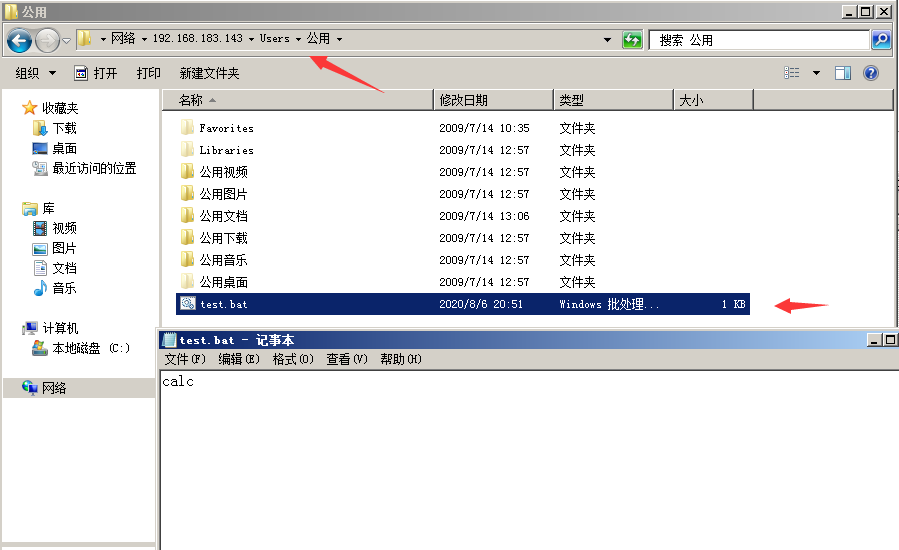 公用
网络 192.168.183.143 Users 公用 搜索 公用
组织 打开 打印 新建文件夹
收藏夹
下载
桌面
最近访问的位置
库
视频
图片
文档
音乐
计算机
本地磁盘 (C:)
网络
名称 修改日期 类型 大小
Favorites 2009/7/14 10:35 文件夹
Libraries 2009/7/14 12:57 文件夹
公用视频 2009/7/14 12:57 文件夹
公用图片 2009/7/14 12:57 文件夹
公用文档 2009/7/14 13:06 文件夹
公用下载 2009/7/14 12:57 文件夹
公用音乐 2009/7/14 12:57 文件夹
公用桌面 2009/7/14 12:57 文件夹
test.bat 2020/8/6 20:51 Windows 批处理... 1 KB
test.bat - 记事本
文件(F) 编辑(E) 格式(O) 查看(V) 帮助(H)
calc